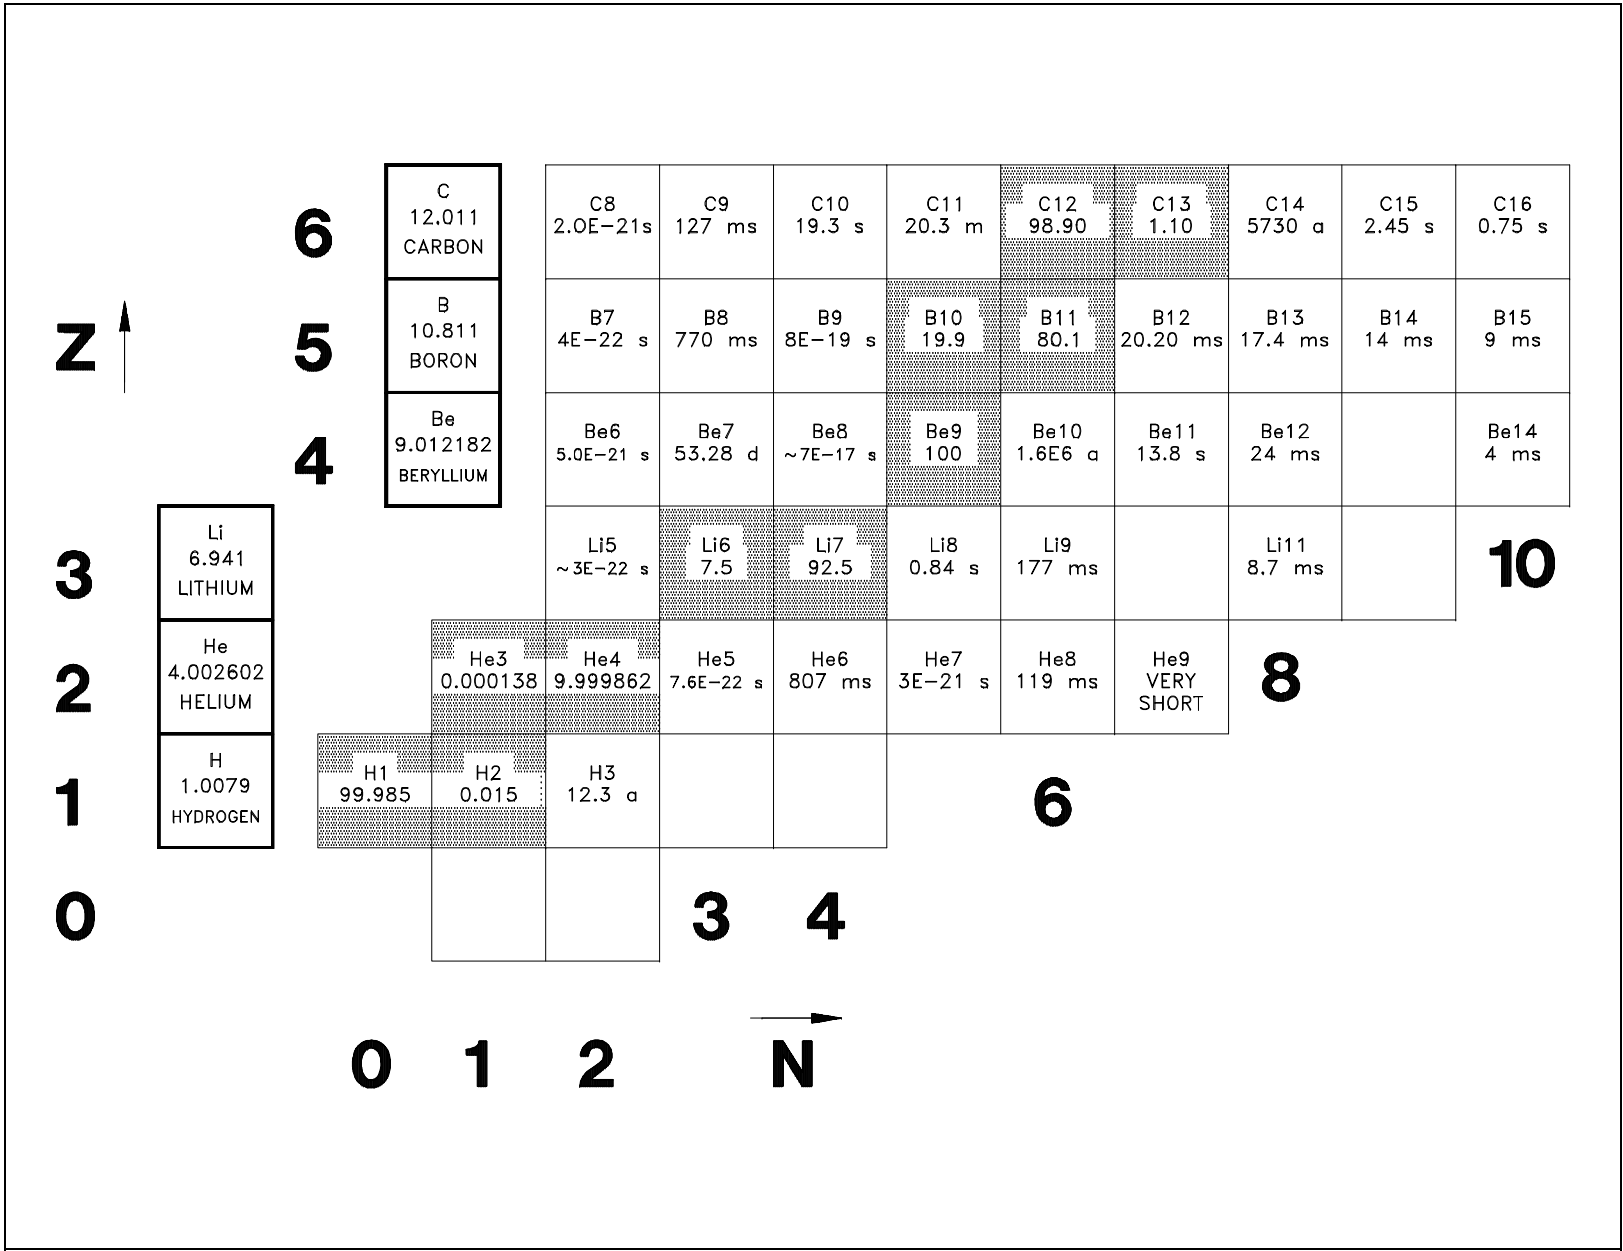 6
C
12.011
CARBON
C8
2.0E-21s
C9
127 ms
C10
19.3 s
C11
20.3 m
C12
98.90
C13
1.10
C14
5730 a
C15
2.45 s
C16
0.75 s
Z
5
B
10.811
BORON
B7
4E-22 s
B8
770 ms
B9
8E-19 s
B10
19.9
B11
80.1
B12
20.20 ms
B13
17.4 ms
B14
14 ms
B15
9 ms
4
Be
9.012182
BERYLLIUM
Be6
5.0E-21 s
Be7
53.28 d
Be8
~7E-17 s
Be9
100
Be10
1.6E6 a
Be11
13.8 s
Be12
24 ms
Be14
4 ms
3
Li
6.941
LITHIUM
Li5
~3E-22 s
Li6
7.5
Li7
92.5
Li8
0.84 s
Li9
177 ms
Li11
8.7 ms
10
2
He
4.002602
HELIUM
He3
0.000138
He4
9.999862
He5
7.6E-22 s
He6
807 ms
He7
3E-21 s
He8
119 ms
He9
VERY
SHORT
8
1
H
1.0079
HYDROGEN
H1
99.985
H2
0.015
H3
12.3 a
6
0
3
4
0
1
2
N